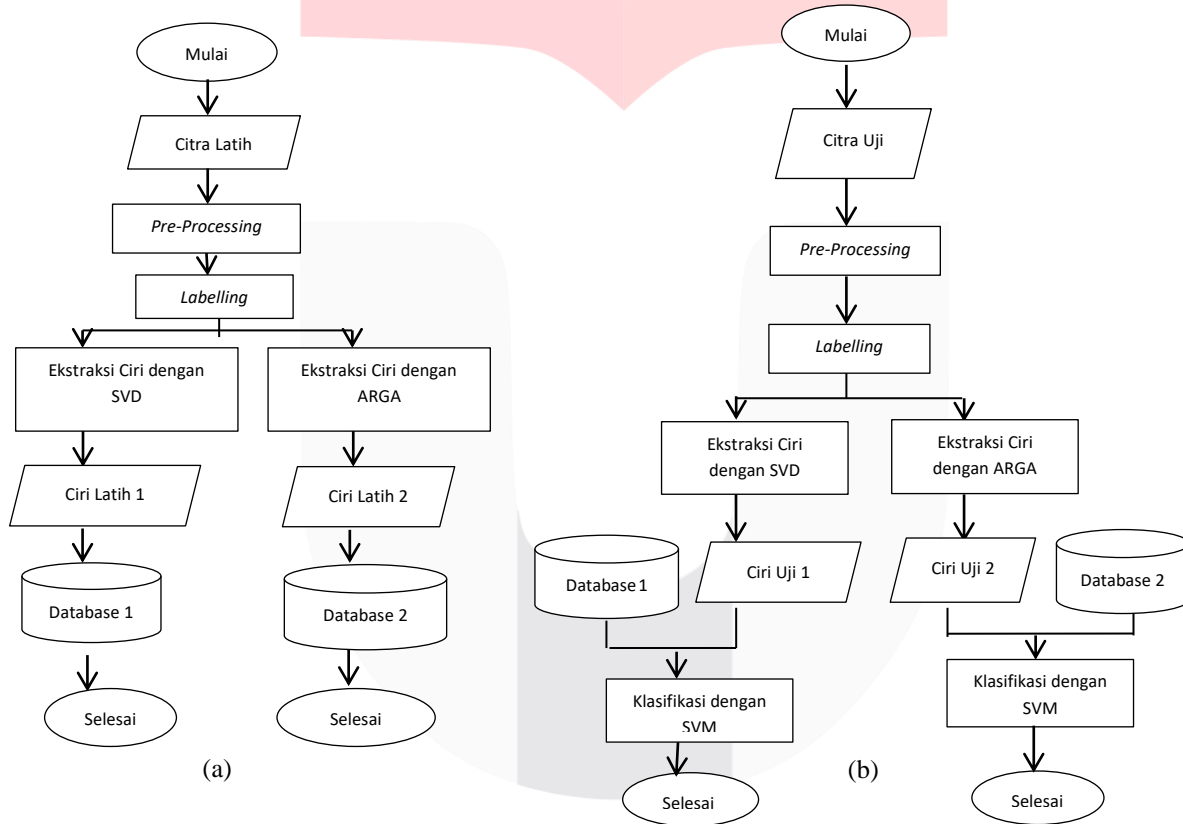 Mulai
Citra Latih
Pre-Processing
Labelling
Ekstraksi Ciri dengan
SVD
Ekstraksi Ciri dengan
ARGA
Ciri Latih 1
Ciri Latih 2
Database 1
Database 2
Selesai
Selesai
(a)
Mulai
Citra Uji
Pre-Processing
Labelling
Ekstraksi Ciri
dengan SVD
Ekstraksi Ciri
dengan ARGA
Database 1
Ciri Uji 1
Ciri Uji 2
Database 2
Klasifikasi dengan
SVM
Klasifikasi dengan
SVM
Selesai
Selesai
(b)